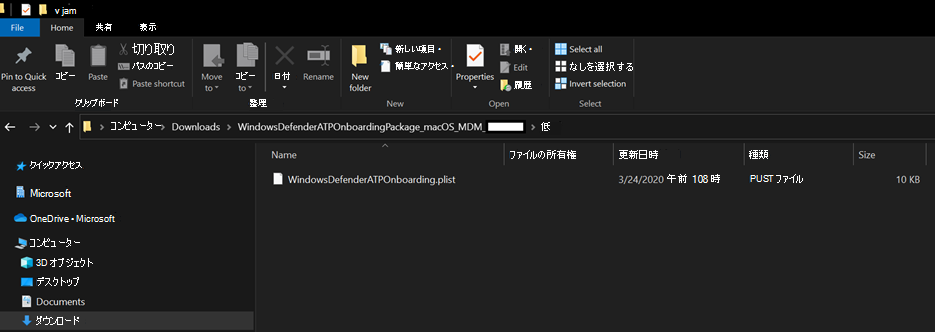 v jam
File Home 共有 表示
Pin to Quick access
コピー
Paste
切り取り
パスのコピー
Paste shortcut
クリップボード
Move to
コピー to
日付
Rename
整理
New folder
新しい項目
簡単なアクセス
New
Properties
開く
Edit
履歴
Open
Select all
なしを選択する
Invert selection
Select
コンピューター > Downloads > WindowsDefenderATPOnboardingPackage_macOS_MDM_ > 低
Name ファイルの所有権 更新日時 種類 Size
WindowsDefenderATPOnboarding.plist 3/24/2020 午前 108 時 PUST ファイル 10 KB
クイックアクセス
Microsoft
OneDrive - Microsoft
コンピューター
3D オブジェクト
デスクトップ
Documents
ダウンロード